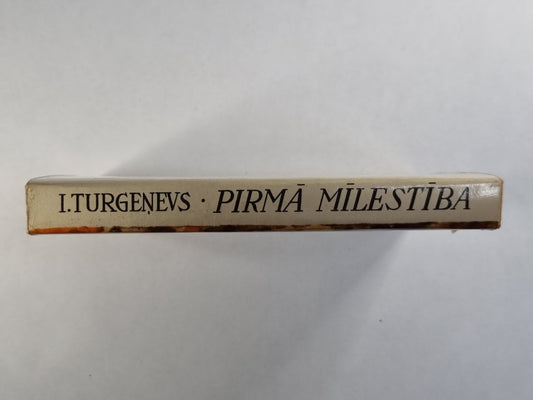 I.TURGEŅEVS · PIRMĀ MĪLESTĪBA